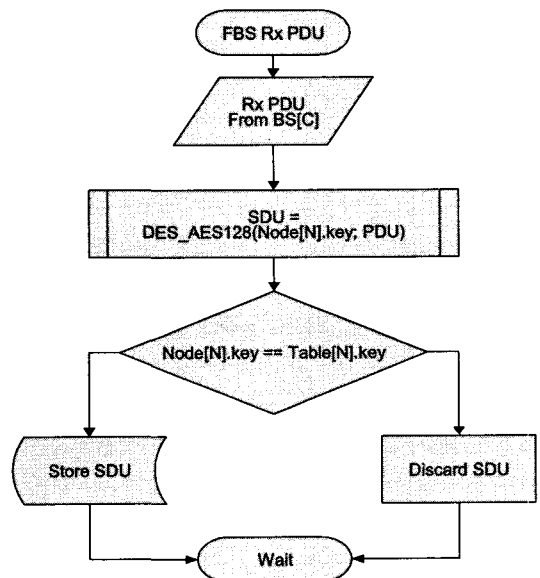 FBS Rx PDU
Rx PDU
From BS[C]
SDU =
DES_AES128(Node[N].key; PDU)
Node[N].key == Table[N].key
Store SDU
Discard SDU
Wait